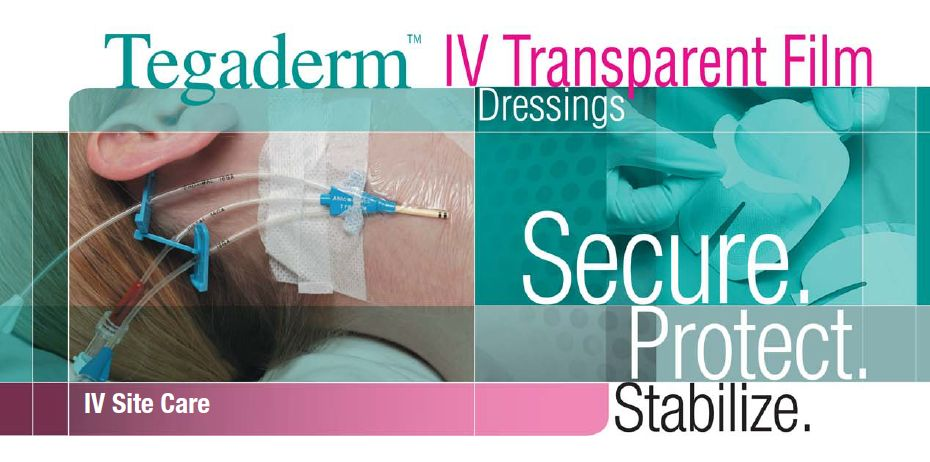 Tegaderm™ IV Transparent Film
Dressings
Secure.
Protect.
Stabilize.
IV Site Care